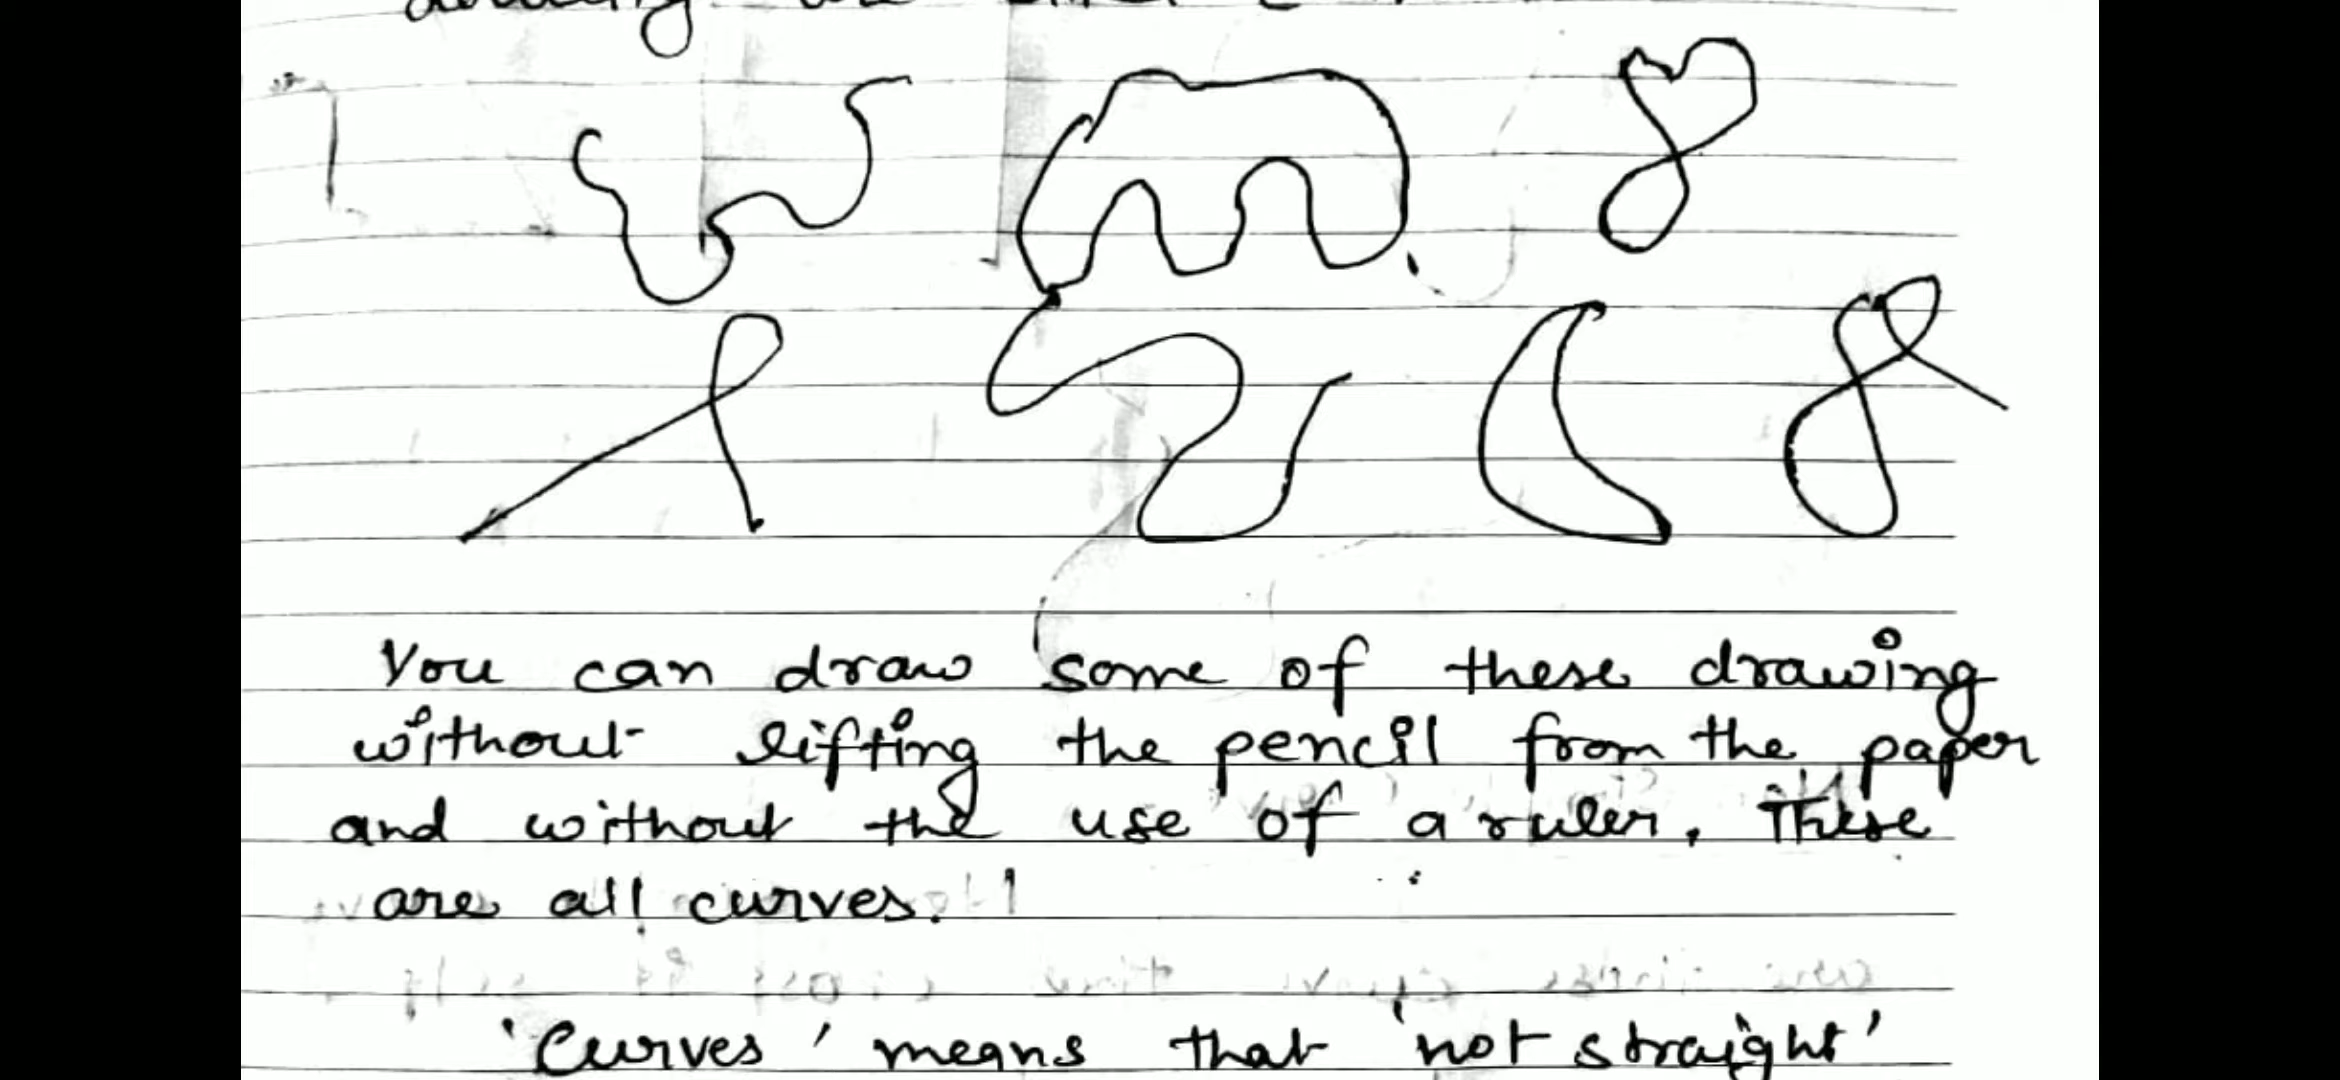 You can draw some of these drawing
without lifting the pencil from the paper
and without the use of a ruler. These
are all curves.
'Curves' means that 'not straight'